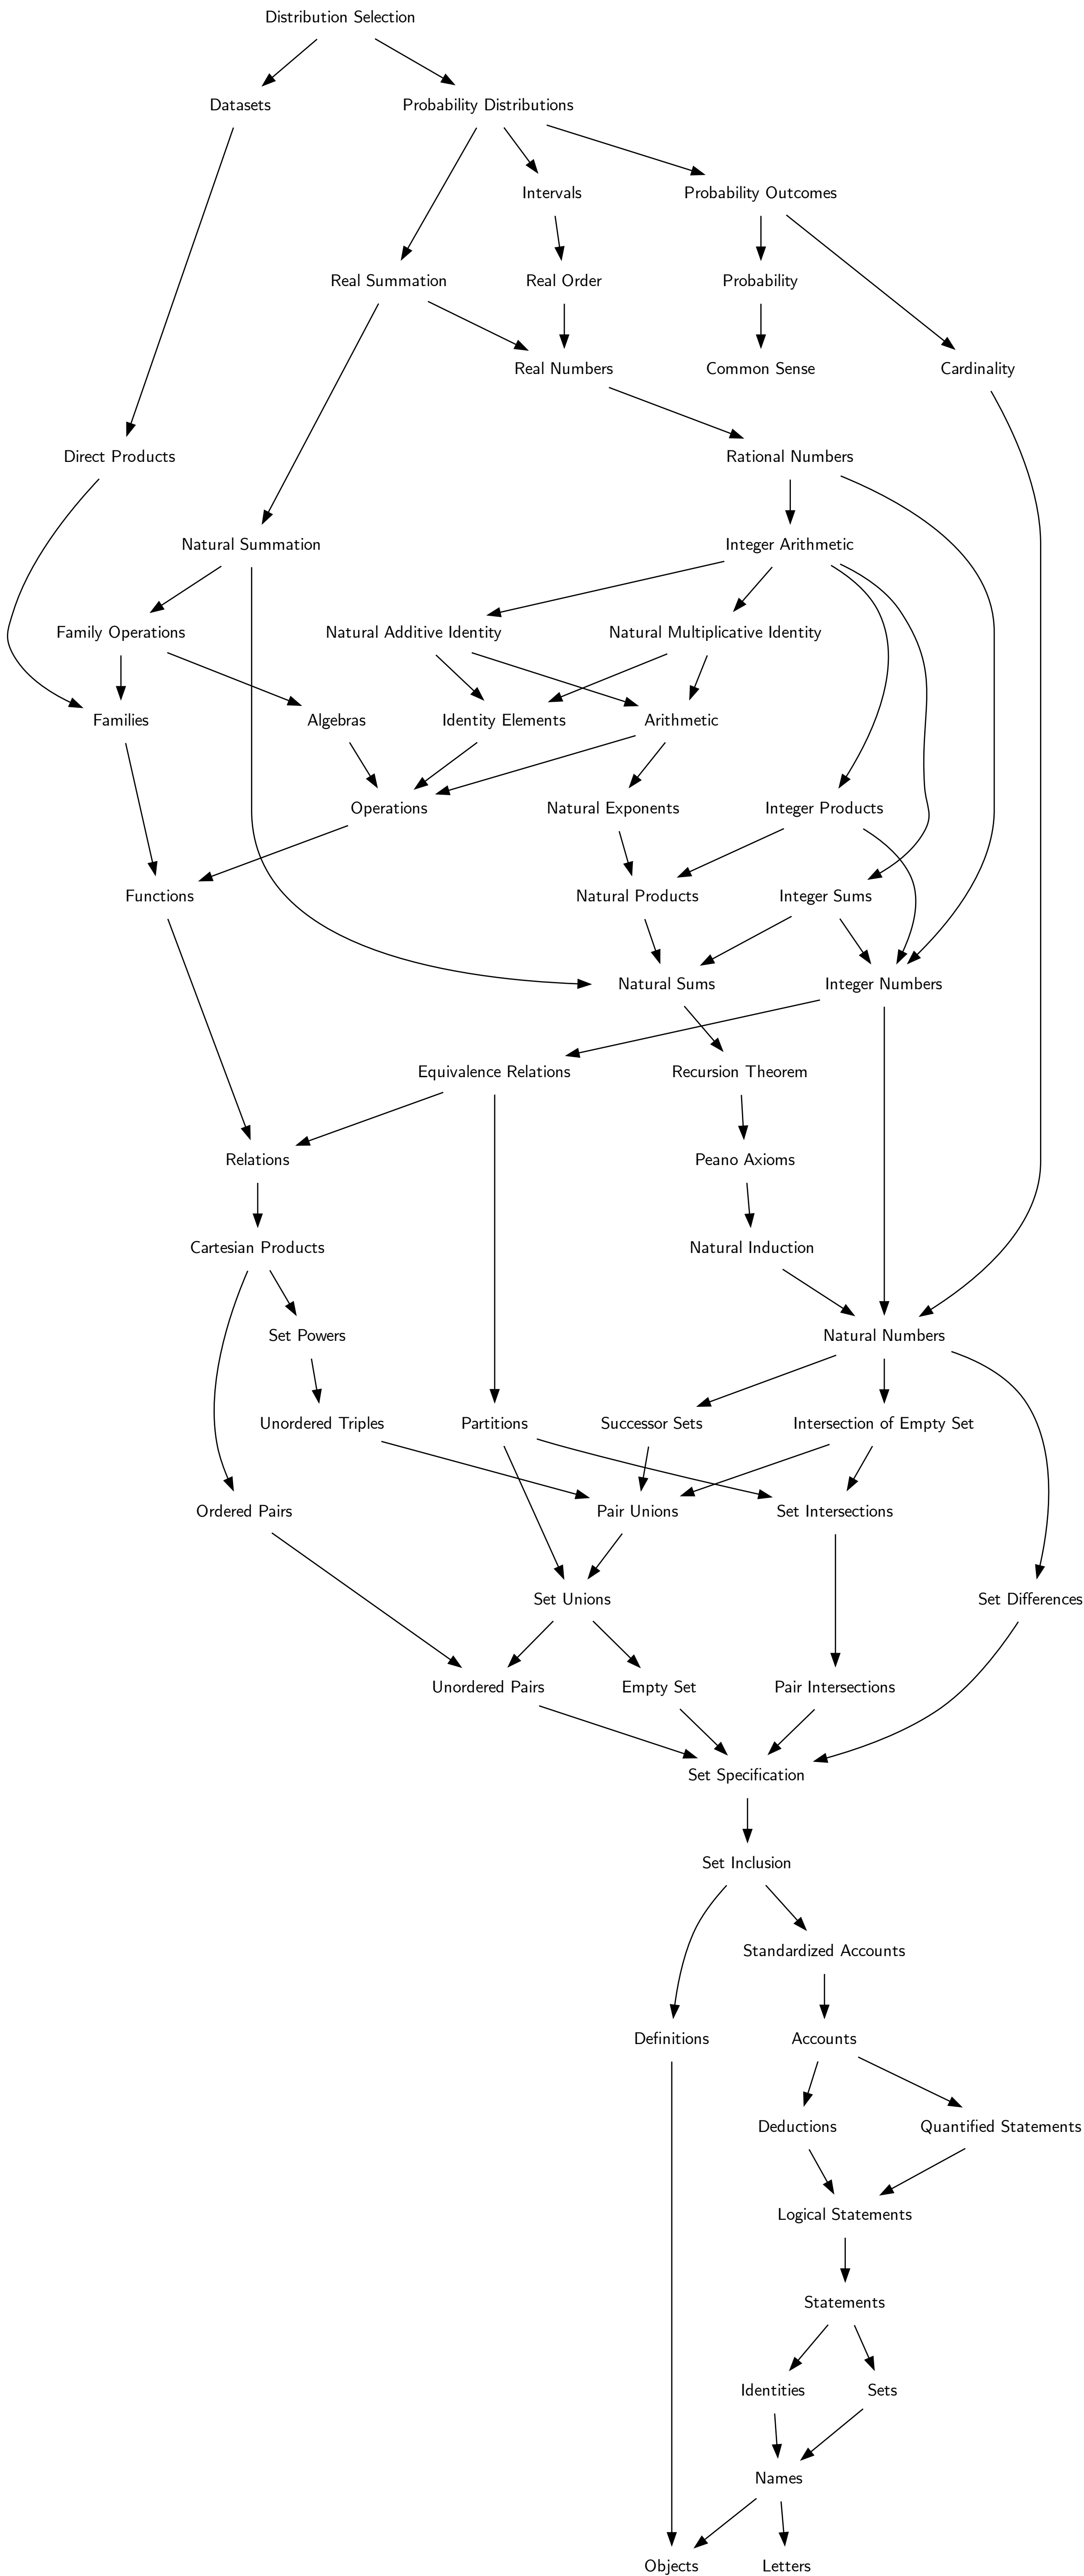 Distribution Selection
Datasets
Probability Distributions
Intervals
Probability Outcomes
Real Summation
Real Order
Probability
Real Numbers
Common Sense
Cardinality
Direct Products
Rational Numbers
Natural Summation
Integer Arithmetic
Family Operations
Natural Additive Identity
Natural Multiplicative Identity
Families
Algebras
Identity Elements
Arithmetic
Operations
Natural Exponents
Integer Products
Functions
Natural Products
Integer Sums
Natural Sums
Integer Numbers
Equivalence Relations
Recursion Theorem
Relations
Peano Axioms
Cartesian Products
Natural Induction
Set Powers
Natural Numbers
Unordered Triples
Partitions
Successor Sets
Intersection of Empty Set
Ordered Pairs
Pair Unions
Set Intersections
Set Unions
Set Differences
Unordered Pairs
Empty Set
Pair Intersections
Set Specification
Set Inclusion
Standardized Accounts
Definitions
Accounts
Deductions
Quantified Statements
Logical Statements
Statements
Identities
Sets
Names
Objects
Letters